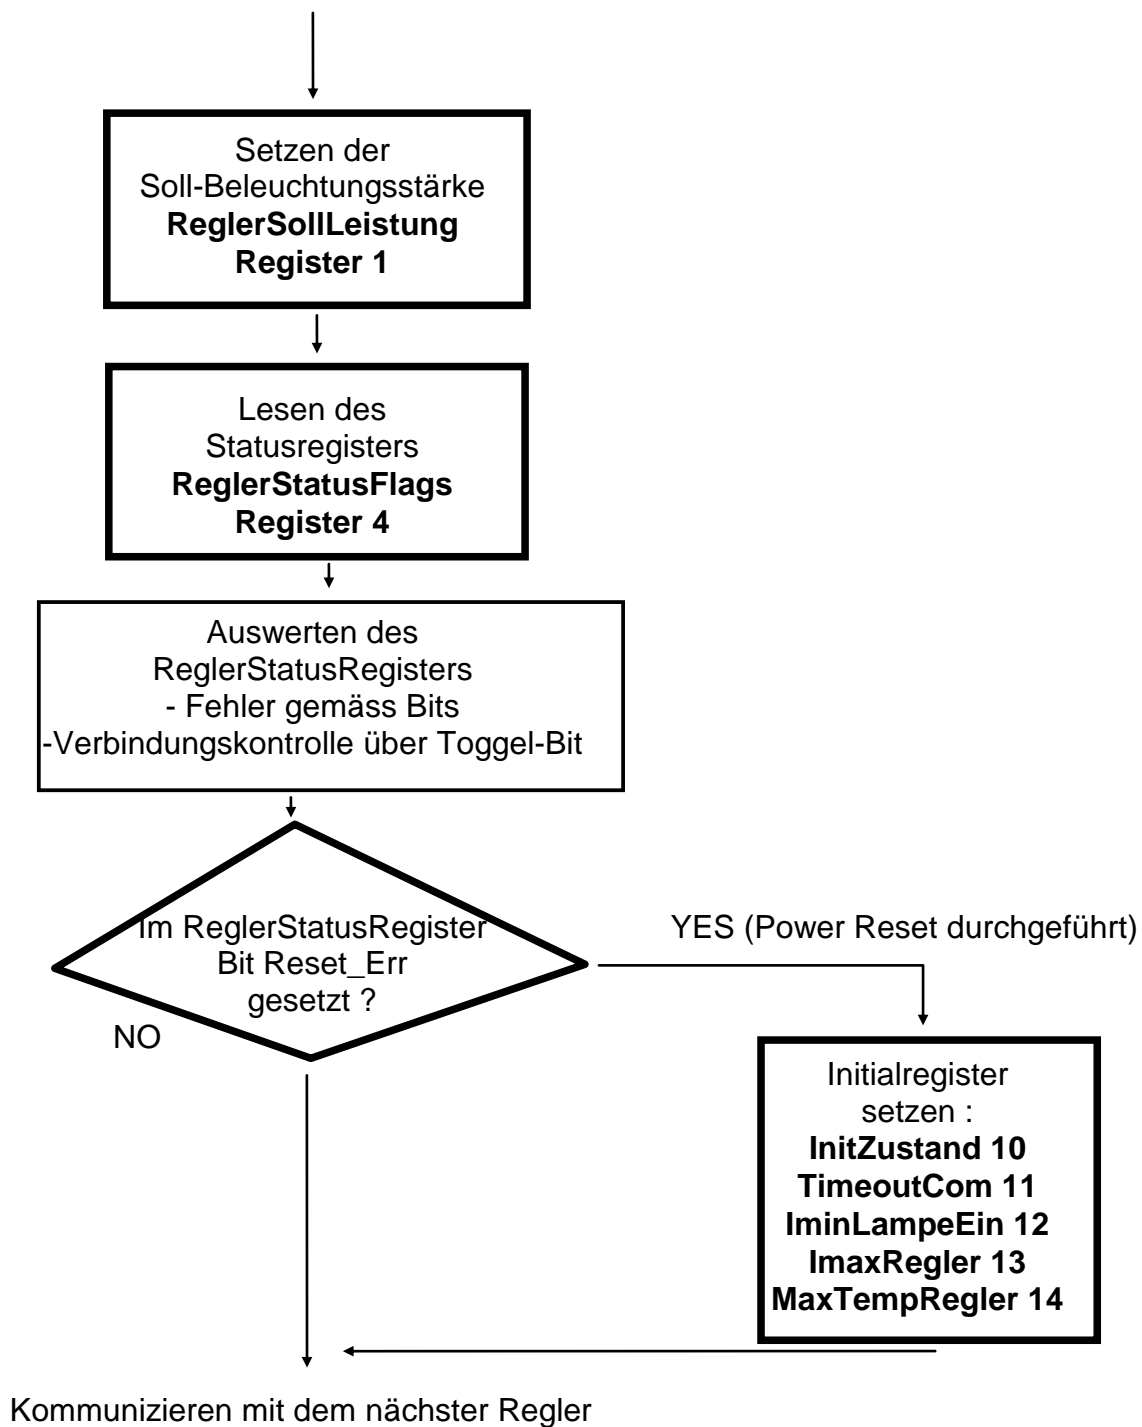 Setzen der
Soll-Beleuchtungsstärke
ReglerSollLeistung
Register 1
Lesen des
Statusregisters
ReglerStatusFlags
Register 4
Auswerten des
ReglerStatusRegisters
- Fehler gemäss Bits
-Verbindungskontrolle über Toggel-Bit
Im ReglerStatusRegister
Bit Reset_Err
gesetzt ?
YES (Power Reset durchgeführt)
NO
Initialregister
setzen :
InitZustand 10
TimeoutCom 11
IminLampeEin 12
ImaxRegler 13
MaxTempRegler 14
Kommunizieren mit dem nächster Regler